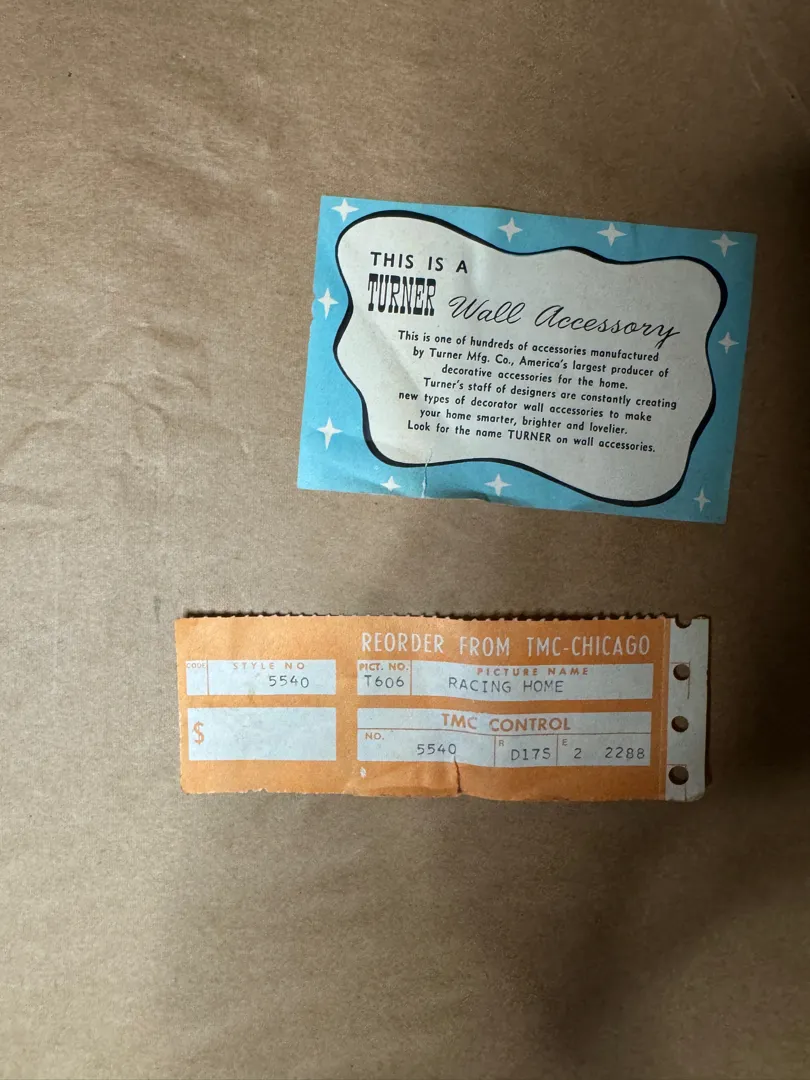 THIS IS A
TURNER Wall Accessory
This is one of hundreds of accessories manufactured
by Turner Mfg. Co., America's largest producer of
decorative accessories for the home.
Turner's staff of designers are constantly creating
new types of decorator wall accessories to make
your home smarter, brighter and lovelier.
Look for the name TURNER on wall accessories.
REORDER FROM TMC-CHICAGO
CODE STYLE NO PICT. NO. PICTURE NAME
5540 T606 RACING HOME
$ TMC CONTROL
NO. R E
5540 D175 2 2288